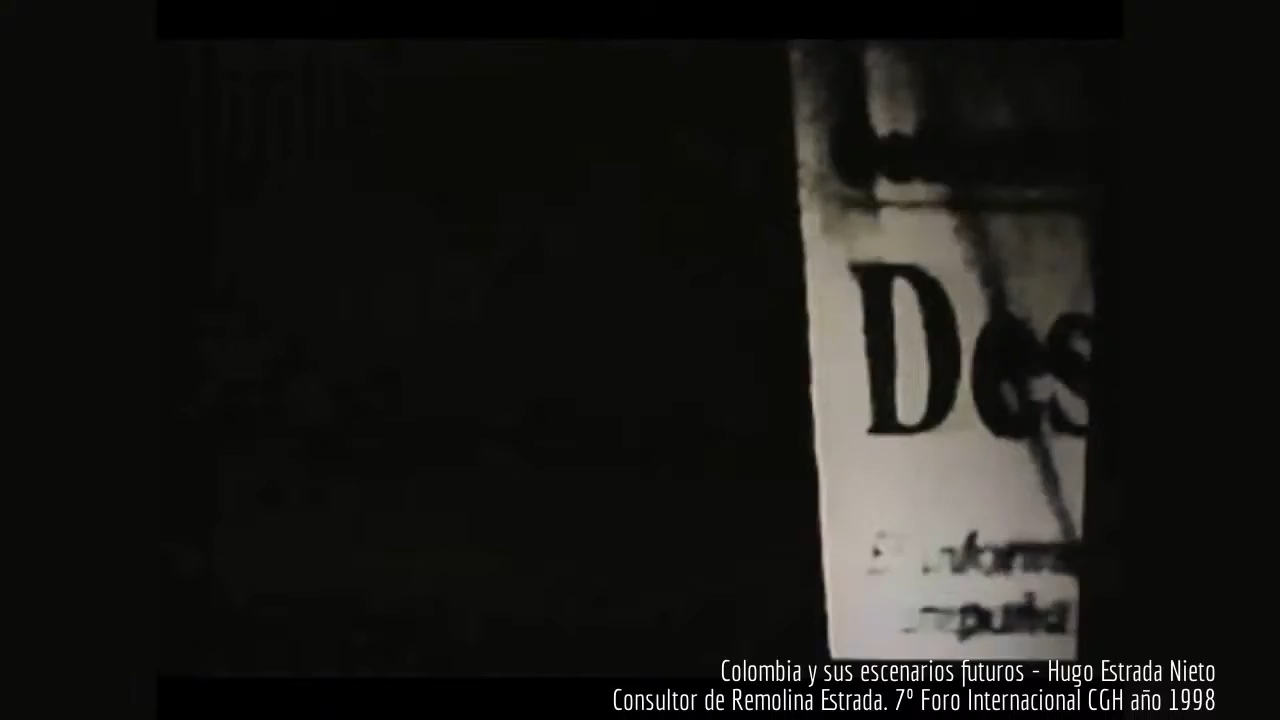 Des
Colombia y sus escenarios futuros - Hugo Estrada Nieto
Consultor de Remolina Estrada. 7º Foro Internacional CGH año 1998